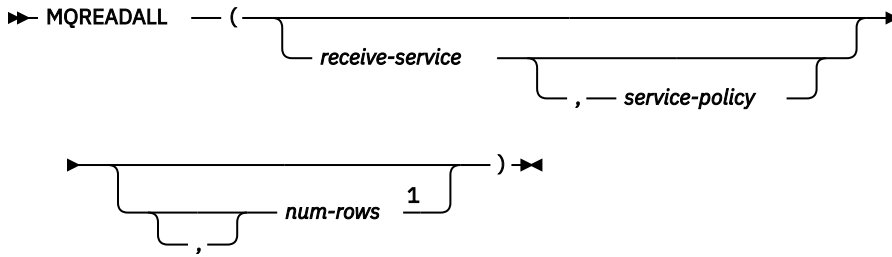 MQREADALL (
receive-service
, service-policy
)
num-rows 1
,